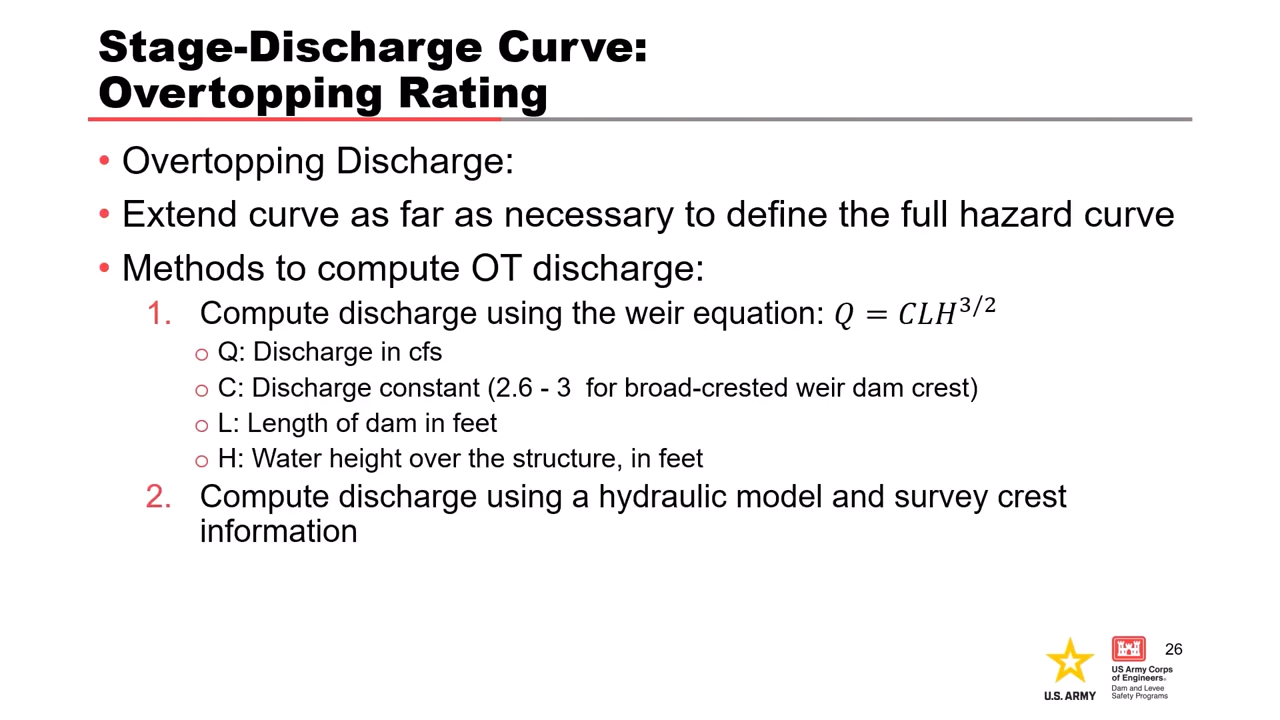 Stage-Discharge Curve:
Overtopping Rating
• Overtopping Discharge:
• Extend curve as far as necessary to define the full hazard curve
• Methods to compute OT discharge:
1. Compute discharge using the weir equation: Q = CLH^{3/2}
o Q: Discharge in cfs
o C: Discharge constant (2.6 - 3 for broad-crested weir dam crest)
o L: Length of dam in feet
o H: Water height over the structure, in feet
2. Compute discharge using a hydraulic model and survey crest
information
U.S. ARMY
US Army Corps
of Engineers®
Dam and Levee
Safety Programs
26